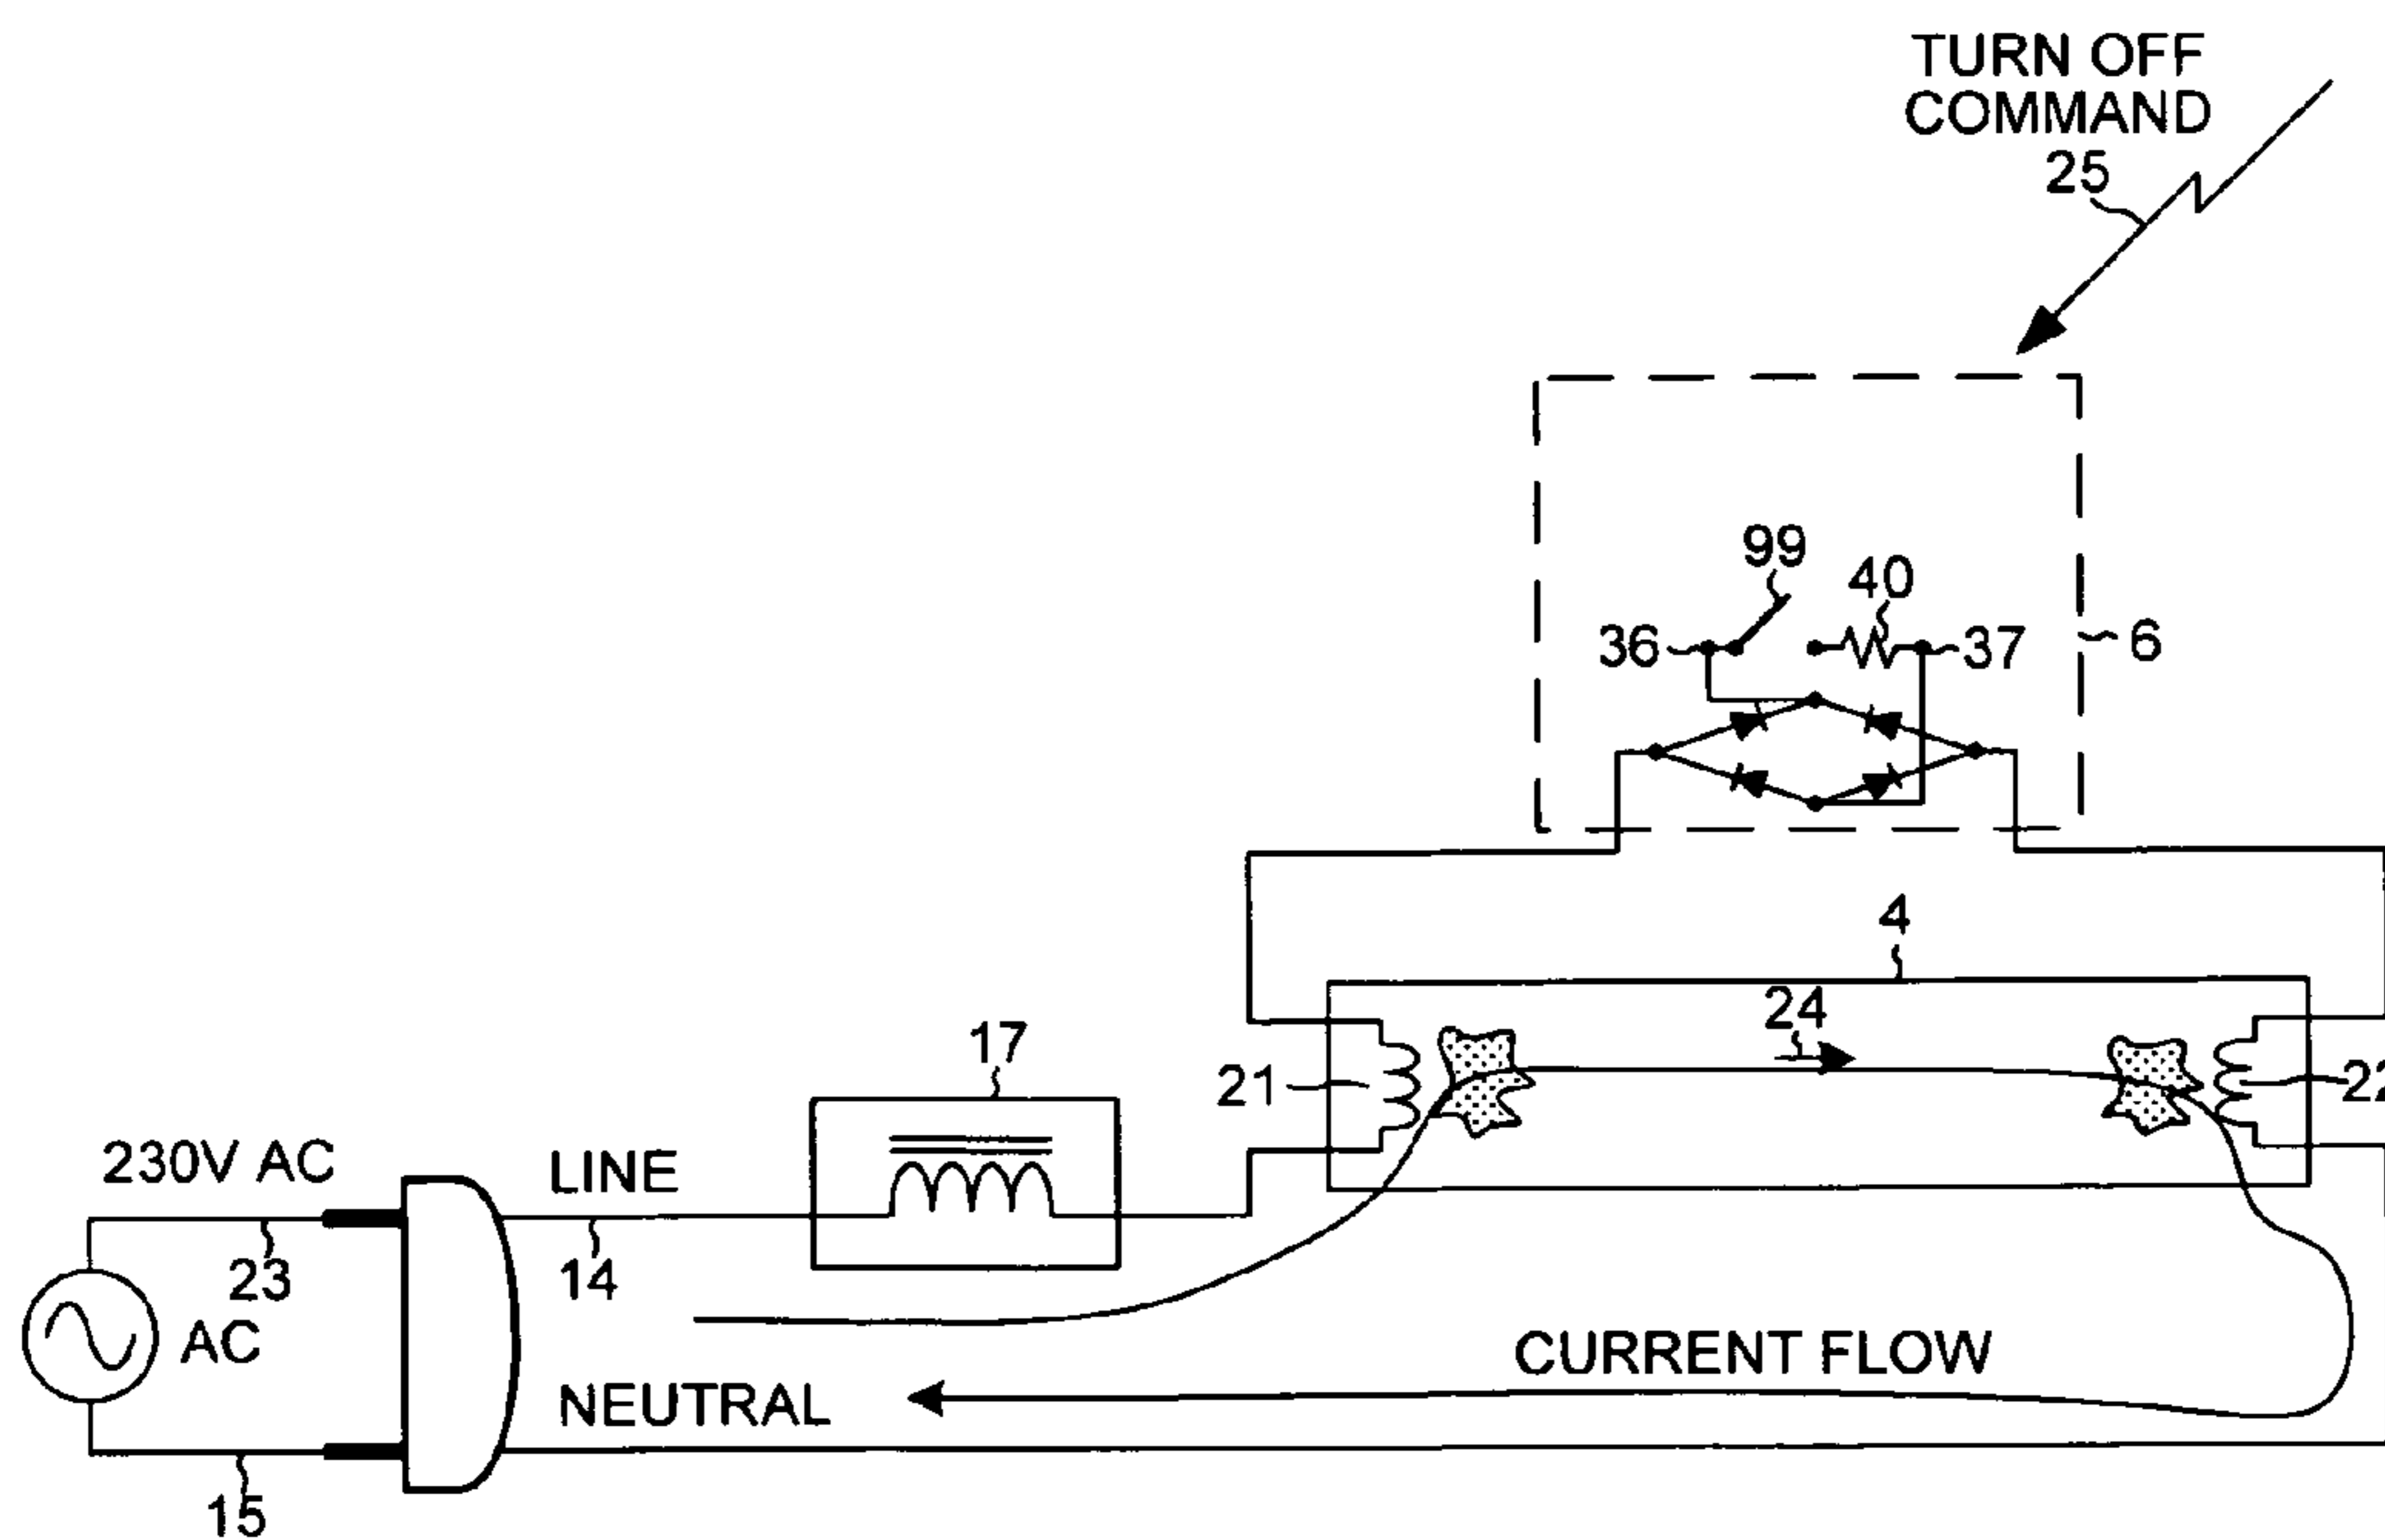 TURN OFF
COMMAND
25
99
40
36
37
6
4
24
17
21
22
230V AC
LINE
23
14
AC
CURRENT FLOW
NEUTRAL
15